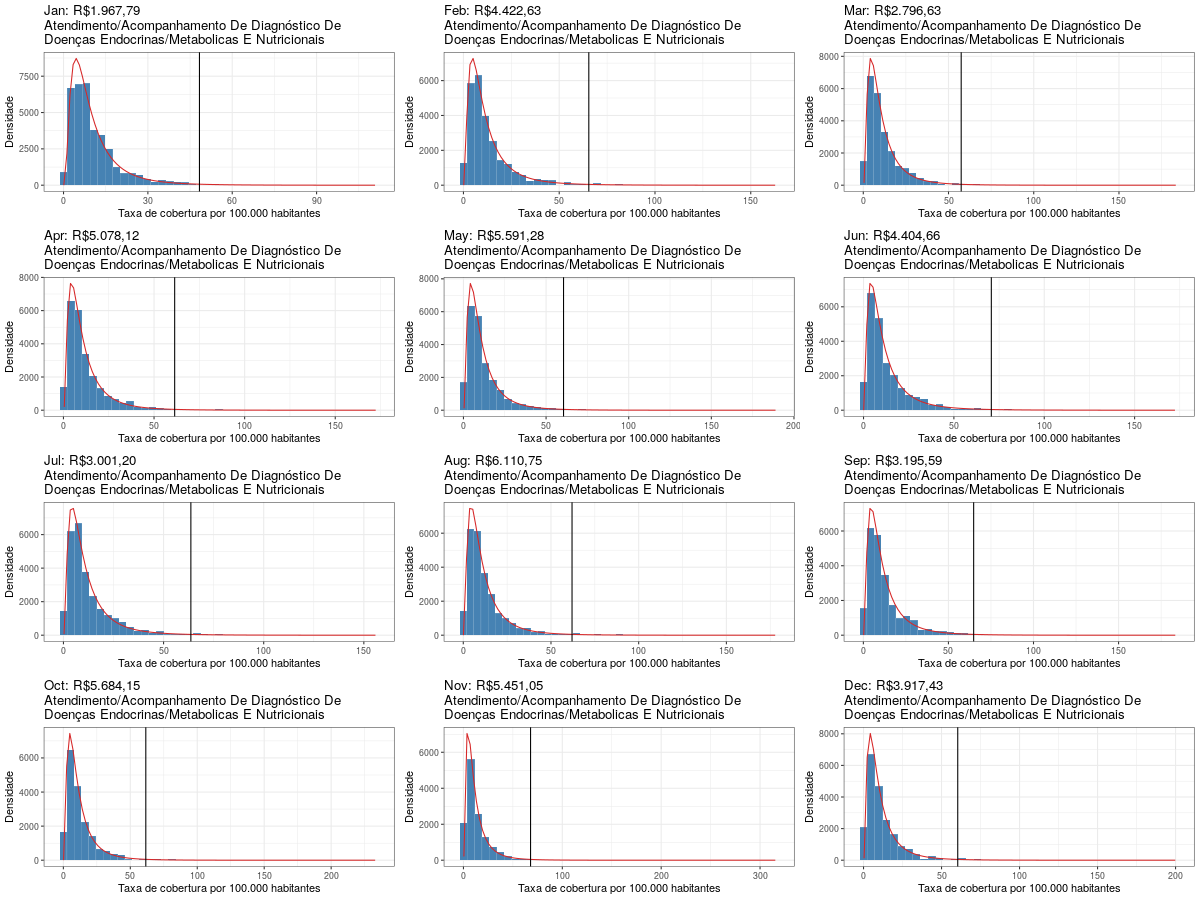 Jan: R$1.967,79
Atendimento/Acompanhamento De Diagnóstico De
Doenças Endocrinas/Metabolicas E Nutricionais
Densidade
7500
5000
2500
0
0 30 60 90
Taxa de cobertura por 100.000 habitantes
Feb: R$4.422,63
Atendimento/Acompanhamento De Diagnóstico De
Doenças Endocrinas/Metabolicas E Nutricionais
Densidade
6000
4000
2000
0
0 50 100 150
Taxa de cobertura por 100.000 habitantes
Mar: R$2.796,63
Atendimento/Acompanhamento De Diagnóstico De
Doenças Endocrinas/Metabolicas E Nutricionais
Densidade
8000
6000
4000
2000
0
0 50 100 150
Taxa de cobertura por 100.000 habitantes
Apr: R$5.078,12
Atendimento/Acompanhamento De Diagnóstico De
Doenças Endocrinas/Metabolicas E Nutricionais
Densidade
8000
6000
4000
2000
0
0 50 100 150
Taxa de cobertura por 100.000 habitantes
May: R$5.591,28
Atendimento/Acompanhamento De Diagnóstico De
Doenças Endocrinas/Metabolicas E Nutricionais
Densidade
8000
6000
4000
2000
0
0 50 100 150 200
Taxa de cobertura por 100.000 habitantes
Jun: R$4.404,66
Atendimento/Acompanhamento De Diagnóstico De
Doenças Endocrinas/Metabolicas E Nutricionais
Densidade
6000
4000
2000
0
0 50 100 150
Taxa de cobertura por 100.000 habitantes
Jul: R$3.001,20
Atendimento/Acompanhamento De Diagnóstico De
Doenças Endocrinas/Metabolicas E Nutricionais
Densidade
6000
4000
2000
0
0 50 100 150
Taxa de cobertura por 100.000 habitantes
Aug: R$6.110,75
Atendimento/Acompanhamento De Diagnóstico De
Doenças Endocrinas/Metabolicas E Nutricionais
Densidade
6000
4000
2000
0
0 50 100 150
Taxa de cobertura por 100.000 habitantes
Sep: R$3.195,59
Atendimento/Acompanhamento De Diagnóstico De
Doenças Endocrinas/Metabolicas E Nutricionais
Densidade
6000
4000
2000
0
0 50 100 150
Taxa de cobertura por 100.000 habitantes
Oct: R$5.684,15
Atendimento/Acompanhamento De Diagnóstico De
Doenças Endocrinas/Metabolicas E Nutricionais
Densidade
6000
4000
2000
0
0 50 100 150 200
Taxa de cobertura por 100.000 habitantes
Nov: R$5.451,05
Atendimento/Acompanhamento De Diagnóstico De
Doenças Endocrinas/Metabolicas E Nutricionais
Densidade
6000
4000
2000
0
0 100 200 300
Taxa de cobertura por 100.000 habitantes
Dec: R$3.917,43
Atendimento/Acompanhamento De Diagnóstico De
Doenças Endocrinas/Metabolicas E Nutricionais
Densidade
8000
6000
4000
2000
0
0 50 100 150 200
Taxa de cobertura por 100.000 habitantes